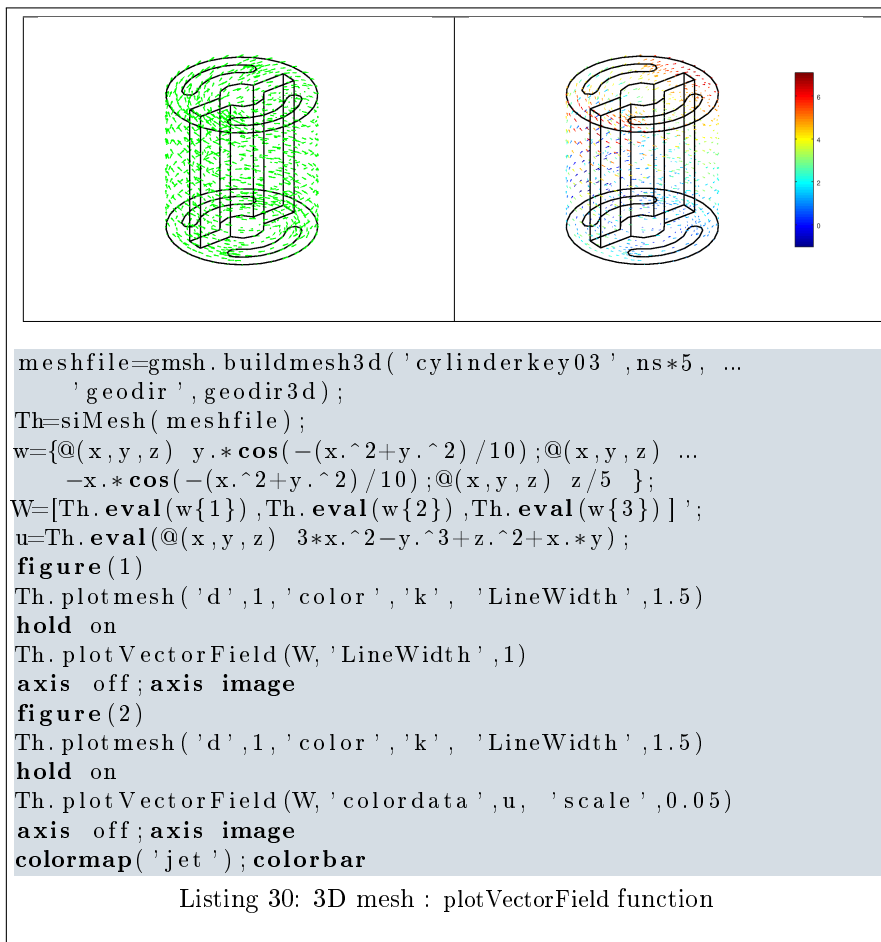 6
4
2
0
meshfile=gmsh.buildmesh3d('cylinderkey03',ns*5, ...
'geodir',geodir3d);
Th=siMesh(meshfile);
w={@(x,y,z) y.*cos(-(x.^2+y.^2)/10);@(x,y,z) ...
-x.*cos(-(x.^2+y.^2)/10);@(x,y,z) z/5 };
W=[Th.eval(w{1}),Th.eval(w{2}),Th.eval(w{3})]';
u=Th.eval(@(x,y,z) 3*x.^2-y.^3+z.^2+x.*y);
figure(1)
Th.plotmesh('d',1,'color','k', 'LineWidth',1.5)
hold on
Th.plotVectorField(W,'LineWidth',1)
axis off;axis image
figure(2)
Th.plotmesh('d',1,'color','k', 'LineWidth',1.5)
hold on
Th.plotVectorField(W,'colordata',u, 'scale',0.05)
axis off;axis image
colormap('jet');colorbar
Listing 30: 3D mesh : plotVectorField function